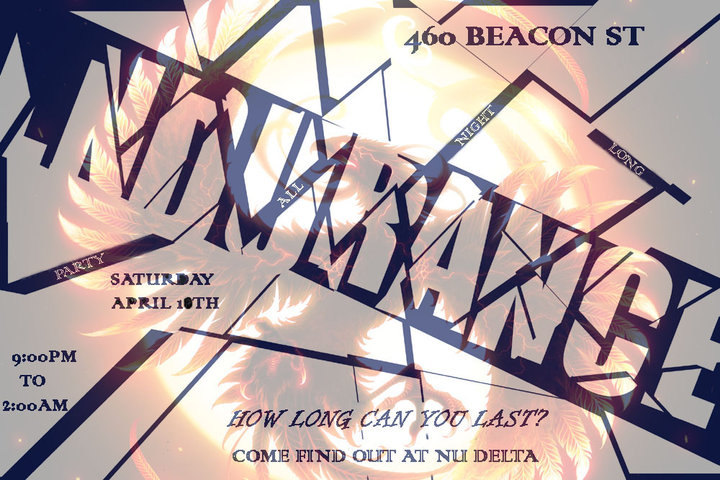 460 BEACON ST
NDURANCE
ALL
NIGHT
LONG
PARTY
SATURDAY
APRIL
9:00PM
TO
2:00AM
HOW LONG CAN YOU LAST?
COME FIND OUT AT NU DELTA